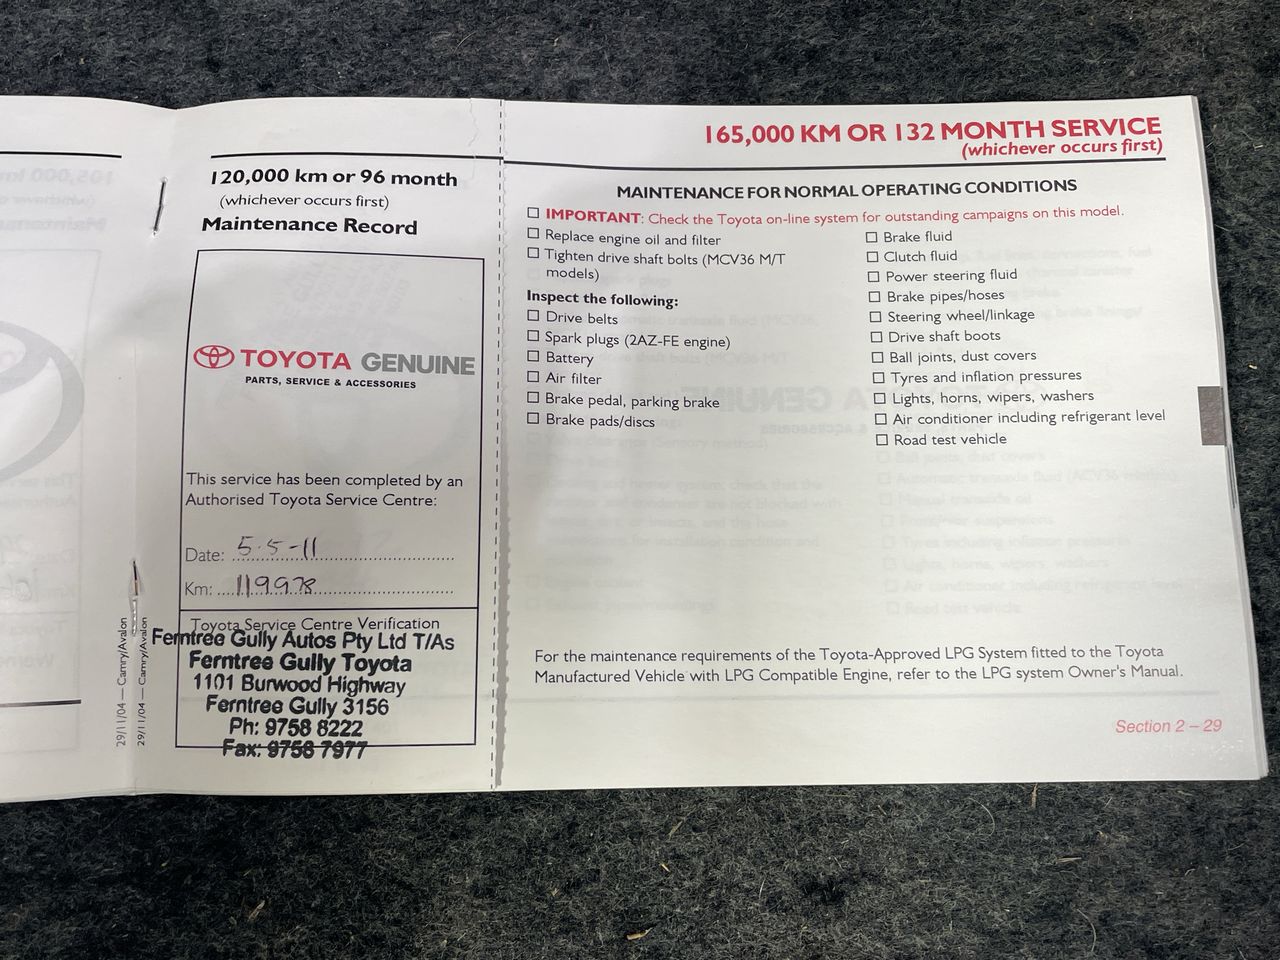 120,000 km or 96 month
(whichever occurs first)
Maintenance Record
TOYOTA GENUINE
PARTS, SERVICE & ACCESSORIES
This service has been completed by an
Authorised Toyota Service Centre:
Date: 5-5-11
Km: 119978
Toyota Service Centre Verification
Ferntree Gully Autos Pty Ltd T/As
Ferntree Gully Toyota
1101 Burwood Highway
Ferntree Gully 3156
Ph: 9758 8222
Fax: 9758 7977
29/11/04 — Camry/Avalon
29/11/04 — Camry/Avalon
165,000 KM OR 132 MONTH SERVICE
(whichever occurs first)
MAINTENANCE FOR NORMAL OPERATING CONDITIONS
IMPORTANT: Check the Toyota on-line system for outstanding campaigns on this model.
Replace engine oil and filter
Tighten drive shaft bolts (MCV36 M/T
models)
Inspect the following:
Drive belts
Spark plugs (2AZ-FE engine)
Battery
Air filter
Brake pedal, parking brake
Brake pads/discs
Brake fluid
Clutch fluid
Power steering fluid
Brake pipes/hoses
Steering wheel/linkage
Drive shaft boots
Ball joints, dust covers
Tyres and inflation pressures
Lights, horns, wipers, washers
Air conditioner including refrigerant level
Road test vehicle
For the maintenance requirements of the Toyota-Approved LPG System fitted to the Toyota
Manufactured Vehicle with LPG Compatible Engine, refer to the LPG system Owner's Manual.
Section 2 – 29